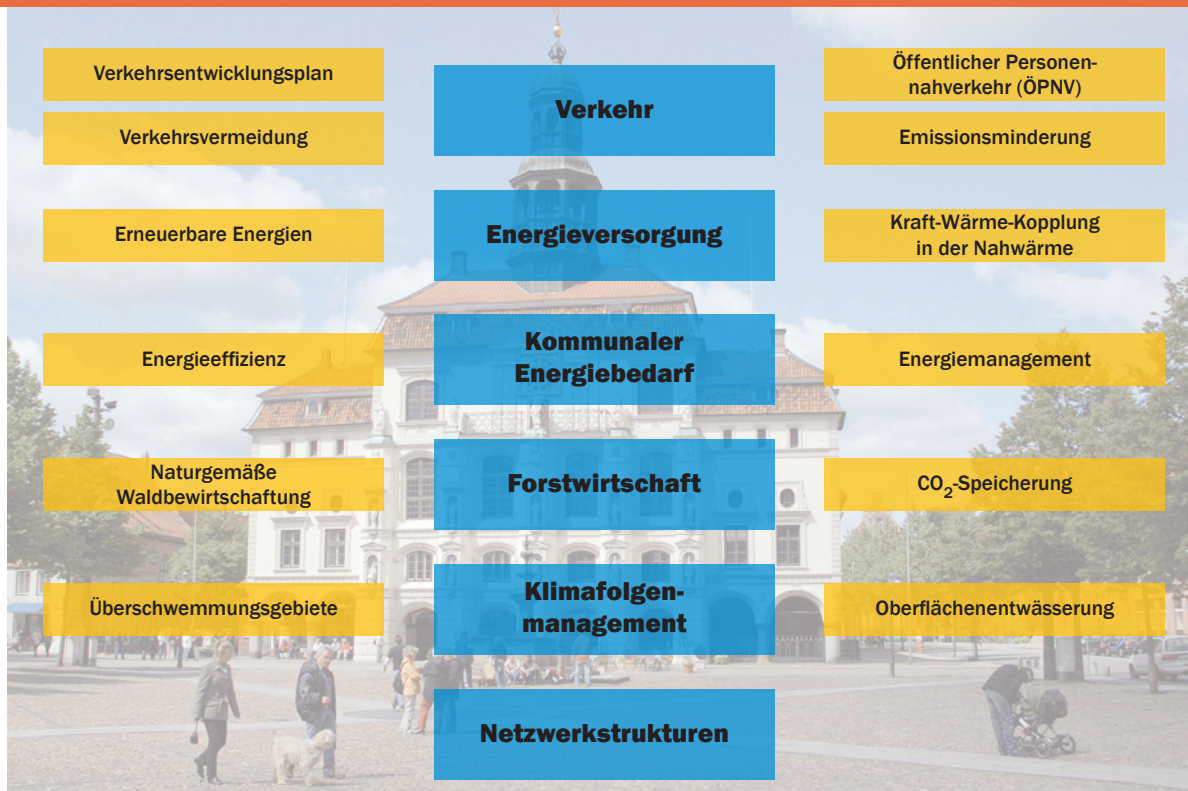 Verkehrsentwicklungsplan
Verkehr
Öffentlicher Personen-
nahverkehr (ÖPNV)
Verkehrsvermeidung
Emissionsminderung
Erneuerbare Energien
Energieversorgung
Kraft-Wärme-Kopplung
in der Nahwärme
Energieeffizienz
Kommunaler
Energiebedarf
Energiemanagement
Naturgemäße
Waldbewirtschaftung
Forstwirtschaft
CO₂-Speicherung
Überschwemmungsgebiete
Klimafolgen-
management
Oberflächenentwässerung
Netzwerkstrukturen